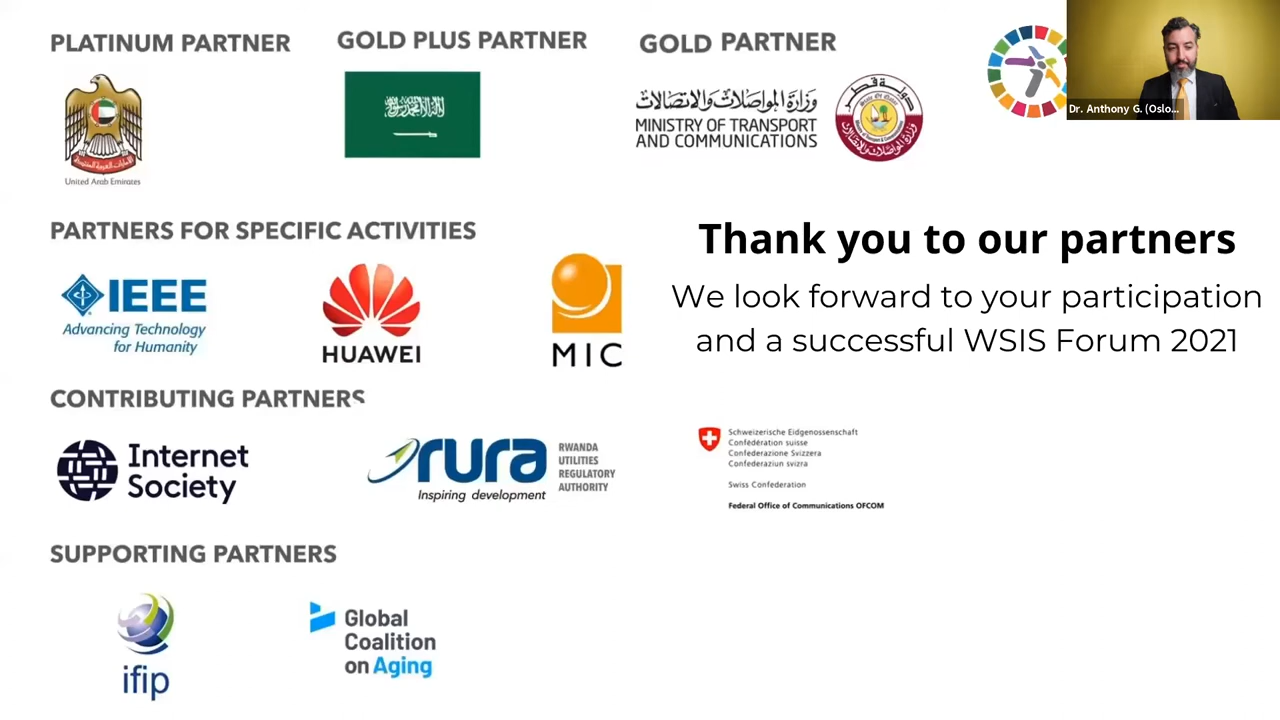 PLATINUM PARTNER
GOLD PLUS PARTNER
GOLD PARTNER
United Arab Emirates
وزارة المواصلات والاتصالات
MINISTRY OF TRANSPORT
AND COMMUNICATIONS
دولة قطر
Dr. Anthony G. (Oslo...
PARTNERS FOR SPECIFIC ACTIVITIES
IEEE
Advancing Technology
for Humanity
HUAWEI
MIC
Thank you to our partners
We look forward to your participation
and a successful WSIS Forum 2021
CONTRIBUTING PARTNERS
Internet
Society
rura
Inspiring development
RWANDA
UTILITIES
REGULATORY
AUTHORITY
Schweizerische Eidgenossenschaft
Confédération suisse
Confederazione Svizzera
Confederaziun svizra
Swiss Confederation
Federal Office of Communications OFCOM
SUPPORTING PARTNERS
ifip
Global
Coalition
on Aging